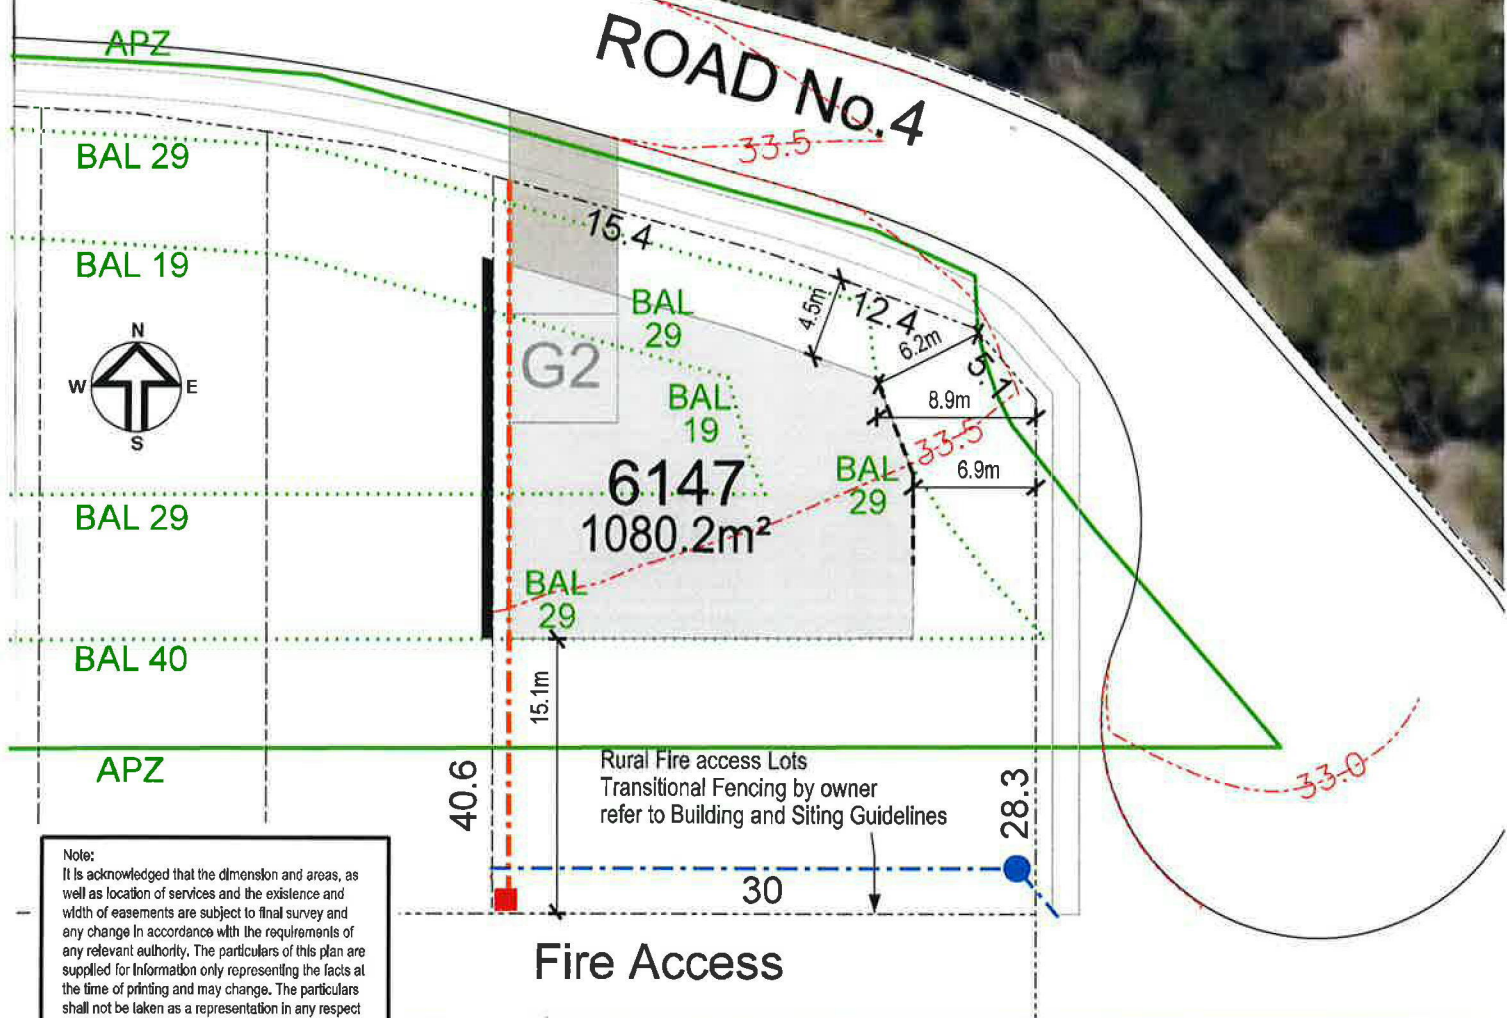 APZ
ROAD No.4
33.5
BAL 29
15.4
BAL 19
N
W E
S
BAL
29
4.5m
12.4
6.2m
5.1
G2
BAL
19
8.9m
33.5
6147
1080.2m²
BAL
29
6.9m
BAL 29
BAL
29
BAL 40
15.1m
APZ
Rural Fire access Lots
Transitional Fencing by owner
refer to Building and Siting Guidelines
40.6
28.3
33.0
30
Fire Access
Note:
It is acknowledged that the dimension and areas, as
well as location of services and the existence and
width of easements are subject to final survey and
any change in accordance with the requirements of
any relevant authority. The particulars of this plan are
supplied for information only representing the facts at
the time of printing and may change. The particulars
shall not be taken as a representation in any respect